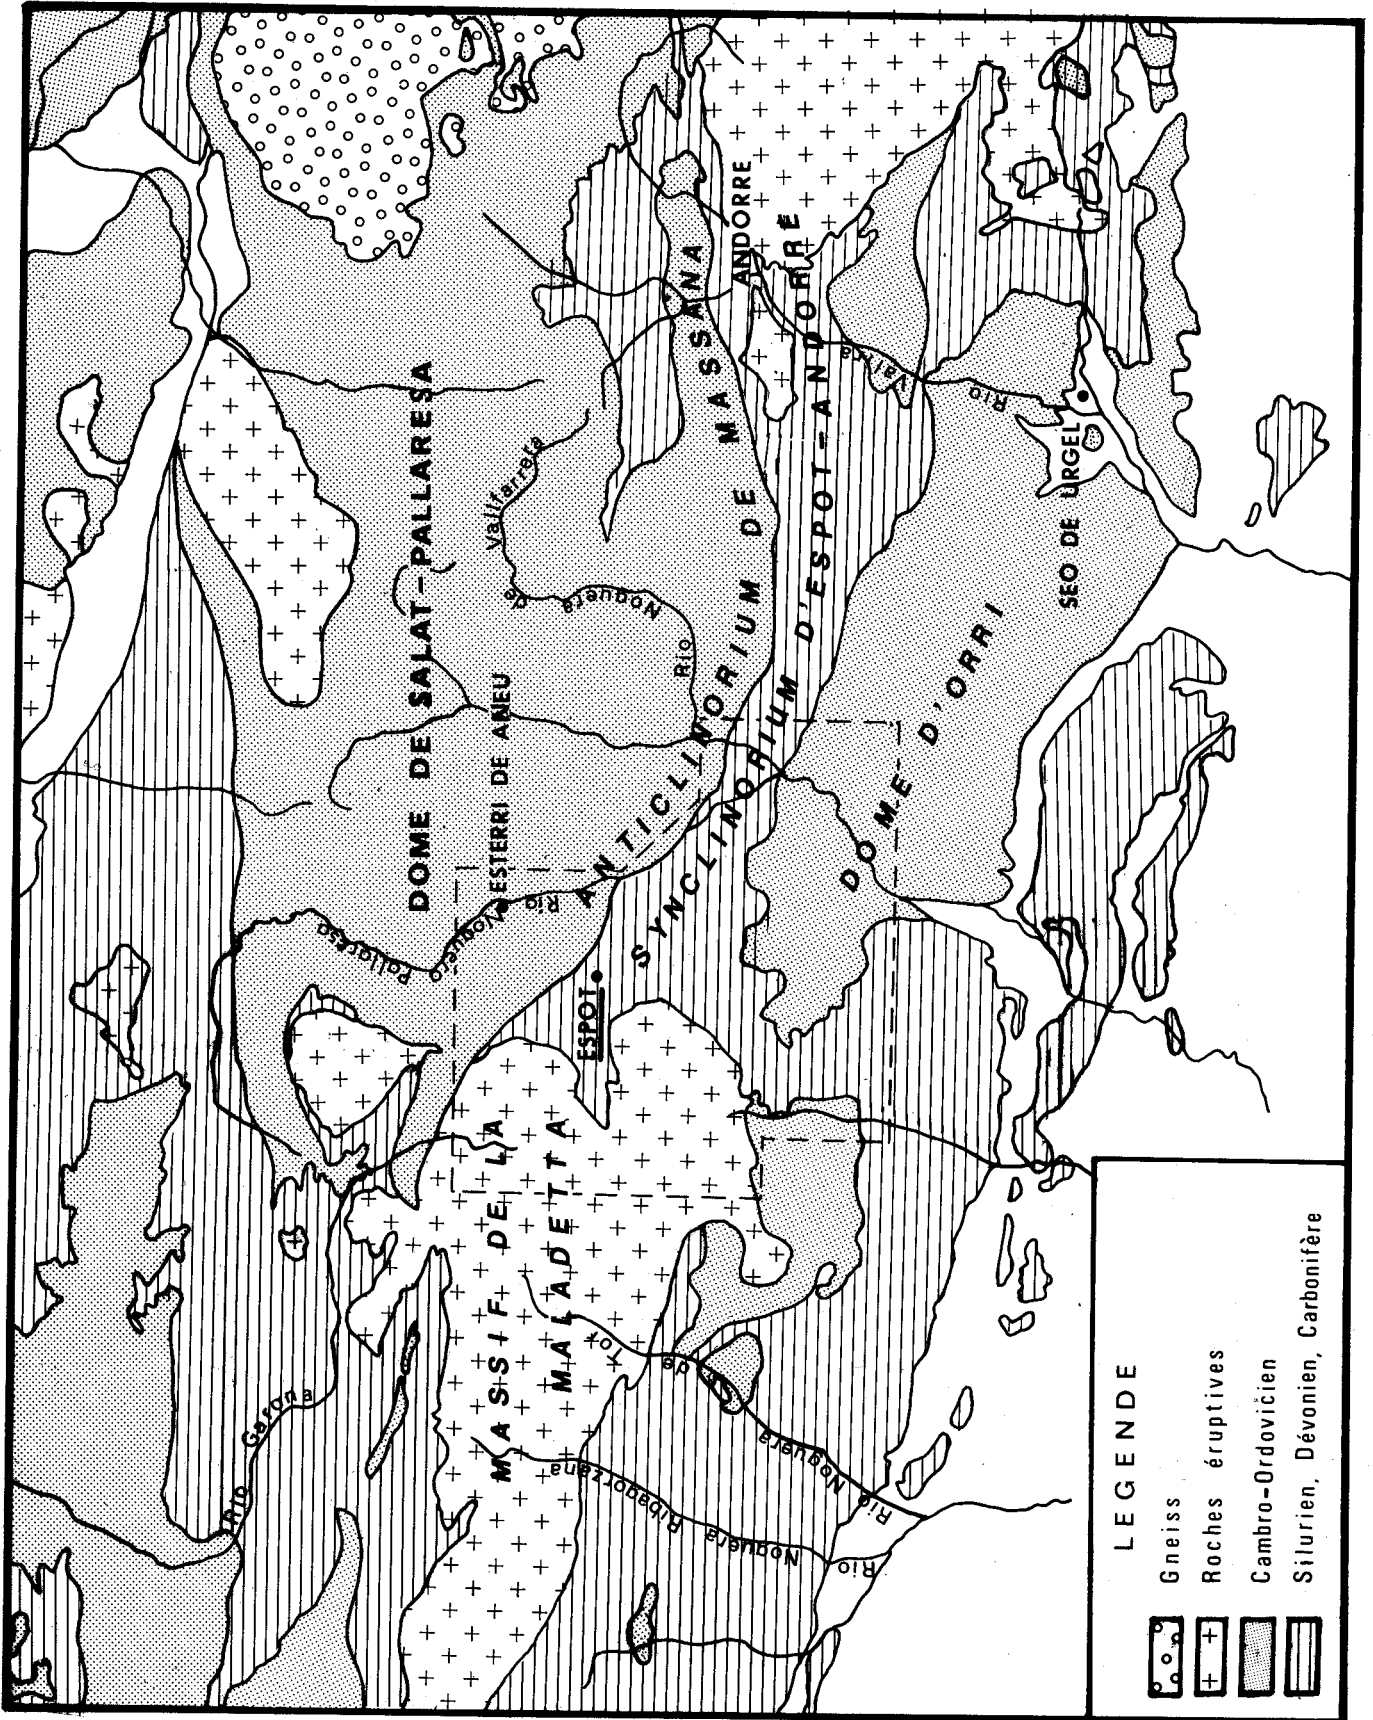 DOME DE SALAT-PALLARESA
ESTERRI DE ANEU
ANTICLINORIUM DE MASSANA
SYNCLINORIUM D'ESPOT-ANDORRE
ANDORRE
DOME D'ORRI
SEO DE URGEL
ESPOT
MASSIF DE LA
MALADETTA
Rio Garona
Rio Noguera Pallaresa
Rio Noguera de Vallfarrera
Rio Valira
Rio Noguera de Tor
Rio Noguera Ribagorzana
LEGENDE
Gneiss
Roches éruptives
Cambro-Ordovicien
Silurien, Dévonien, Carbonifère